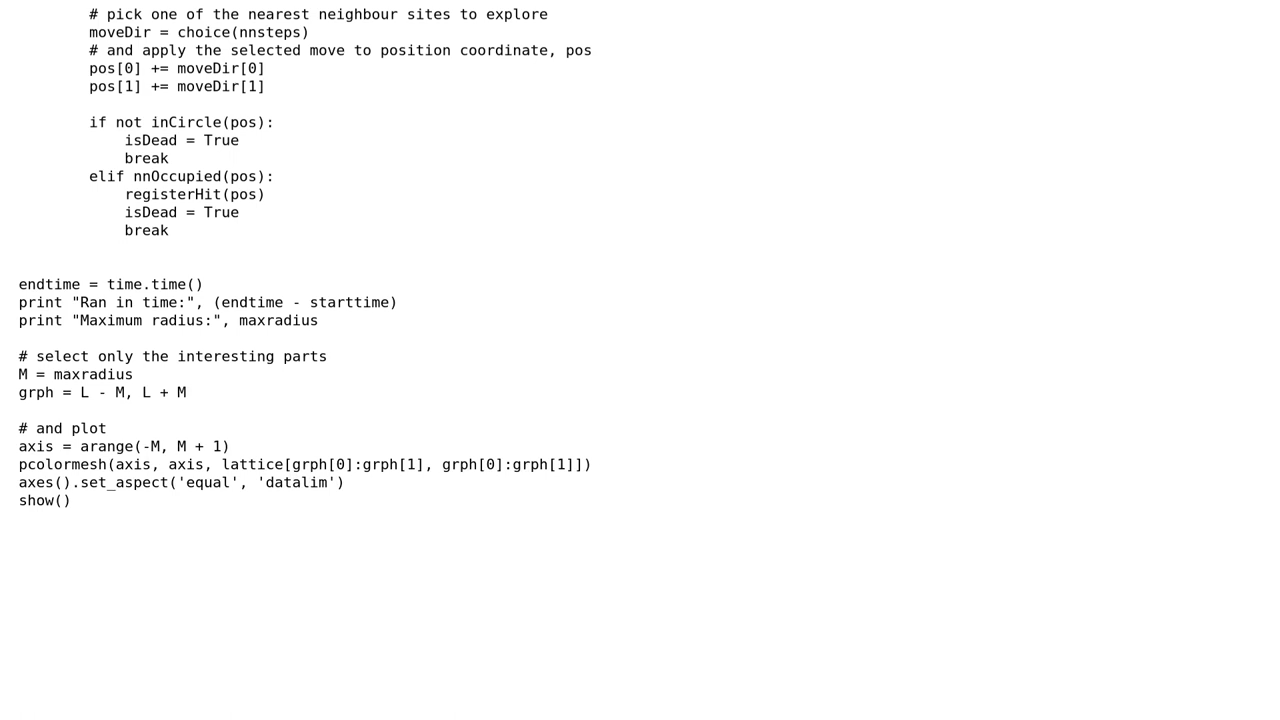 # pick one of the nearest neighbour sites to explore
moveDir = choice(nnsteps)
# and apply the selected move to position coordinate, pos
pos[0] += moveDir[0]
pos[1] += moveDir[1]
if not inCircle(pos):
isDead = True
break
elif nnOccupied(pos):
registerHit(pos)
isDead = True
break
endtime = time.time()
print "Ran in time:", (endtime - starttime)
print "Maximum radius:", maxradius
# select only the interesting parts
M = maxradius
grph = L - M, L + M
# and plot
axis = arange(-M, M + 1)
pcolormesh(axis, axis, lattice[grph[0]:grph[1], grph[0]:grph[1]])
axes().set_aspect('equal', 'datalim')
show()